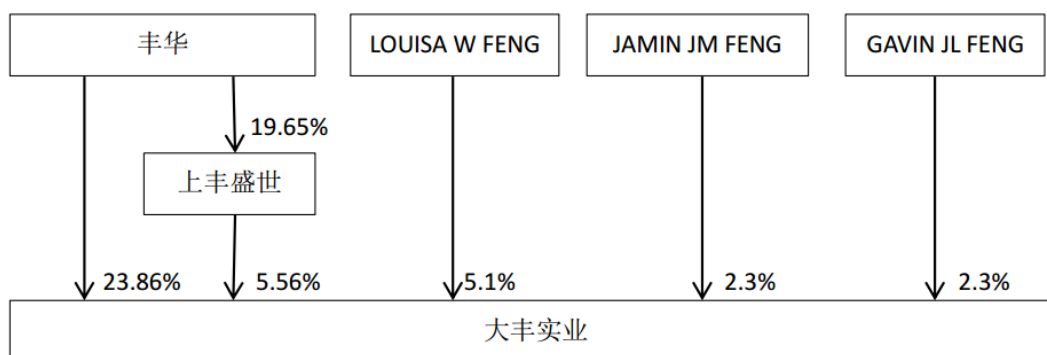 丰华
LOUISA W FENG
JAMIN JM FENG
GAVIN JL FENG
19.65%
上丰盛世
23.86%
5.56%
5.1%
2.3%
2.3%
大丰实业